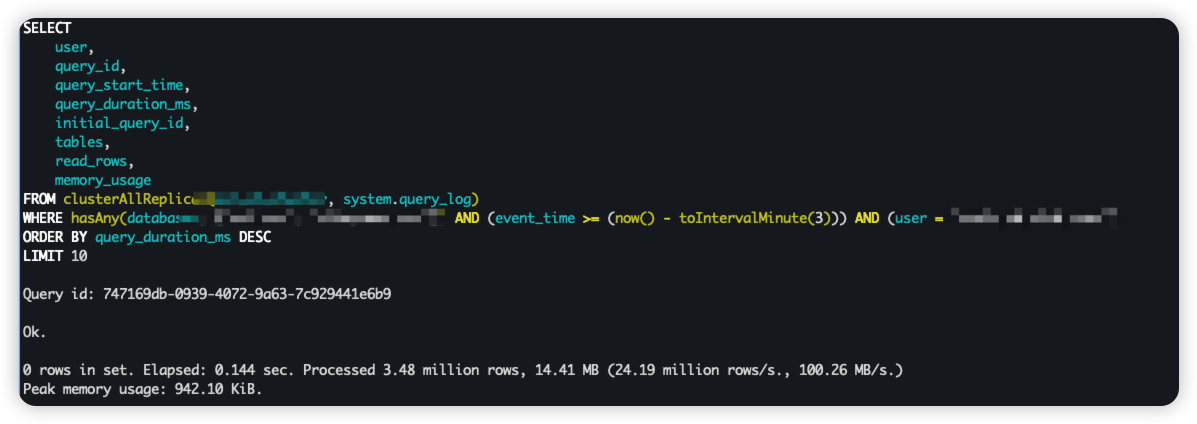 SELECT
user,
query_id,
query_start_time,
query_duration_ms,
initial_query_id,
tables,
read_rows,
memory_usage
FROM clusterAllReplic , system.query_log)
WHERE hasAny(databas AND (event_time >= (now() - toIntervalMinute(3))) AND (user =
ORDER BY query_duration_ms DESC
LIMIT 10
Query id: 747169db-0939-4072-9a63-7c929441e6b9
Ok.
0 rows in set. Elapsed: 0.144 sec. Processed 3.48 million rows, 14.41 MB (24.19 million rows/s., 100.26 MB/s.)
Peak memory usage: 942.10 KiB.